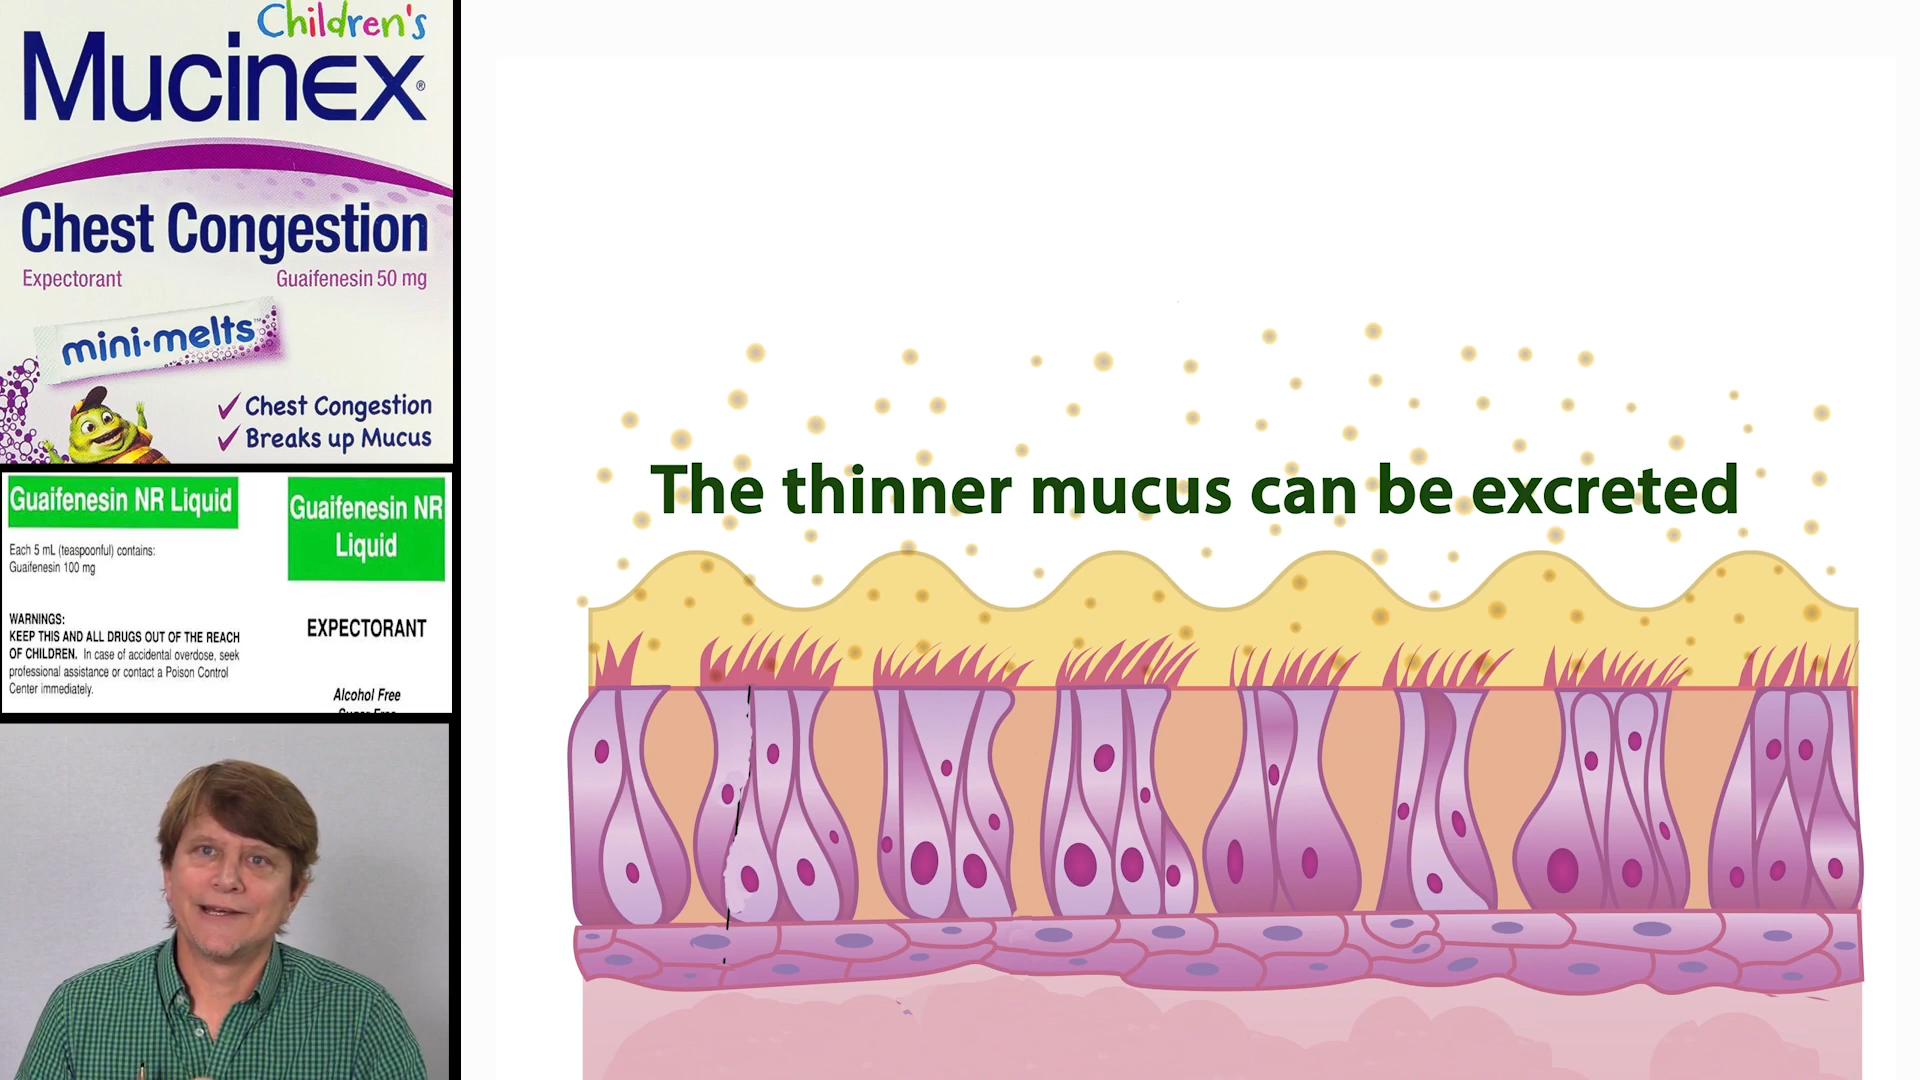 Children's
Mucinex®
Chest Congestion
Expectorant Guaifenesin 50 mg
mini·melts™
✓ Chest Congestion
✓ Breaks up Mucus
Guaifenesin NR Liquid
Each 5 mL (teaspoonful) contains:
Guaifenesin 100 mg
WARNINGS:
KEEP THIS AND ALL DRUGS OUT OF THE REACH
OF CHILDREN. In case of accidental overdose, seek
professional assistance or contact a Poison Control
Center immediately.
Guaifenesin NR
Liquid
EXPECTORANT
Alcohol Free
Sugar Free
The thinner mucus can be excreted